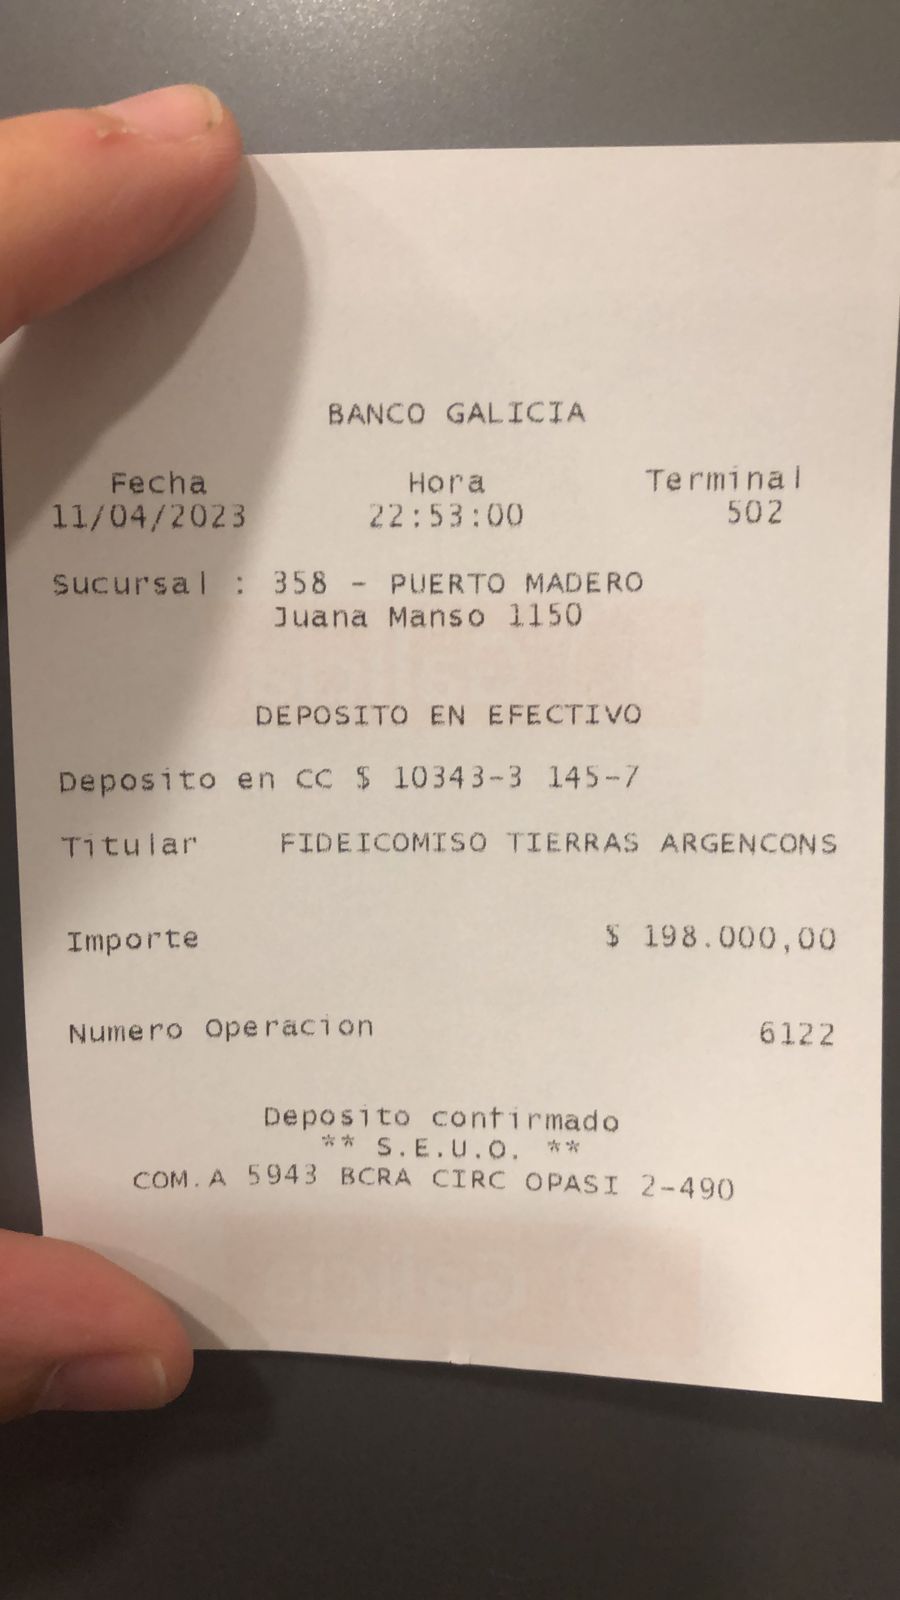 BANCO GALICIA
Fecha Hora Terminal
11/04/2023 22:53:00 502
Sucursal : 358 - PUERTO MADERO
Juana Manso 1150
DEPOSITO EN EFECTIVO
Deposito en CC $ 10343-3 145-7
Titular FIDEICOMISO TIERRAS ARGENCONS
Importe $ 198.000,00
Numero Operacion 6122
Deposito confirmado
** S.E.U.O. **
COM.A 5943 BCRA CIRC OPASI 2-490